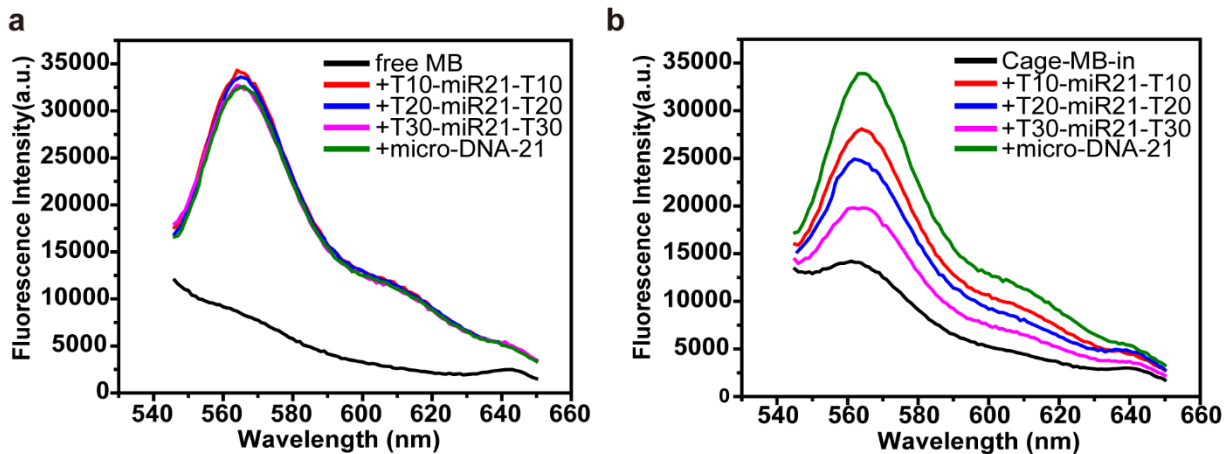 a
Fluorescence Intensity(a.u.)
35000
30000
25000
20000
15000
10000
5000
0
540
560
580
600
620
640
660
Wavelength (nm)
free MB
+T10-miR21-T10
+T20-miR21-T20
+T30-miR21-T30
+micro-DNA-21
b
Fluorescence Intensity(a.u.)
35000
30000
25000
20000
15000
10000
5000
0
540
560
580
600
620
640
660
Wavelength (nm)
Cage-MB-in
+T10-miR21-T10
+T20-miR21-T20
+T30-miR21-T30
+micro-DNA-21